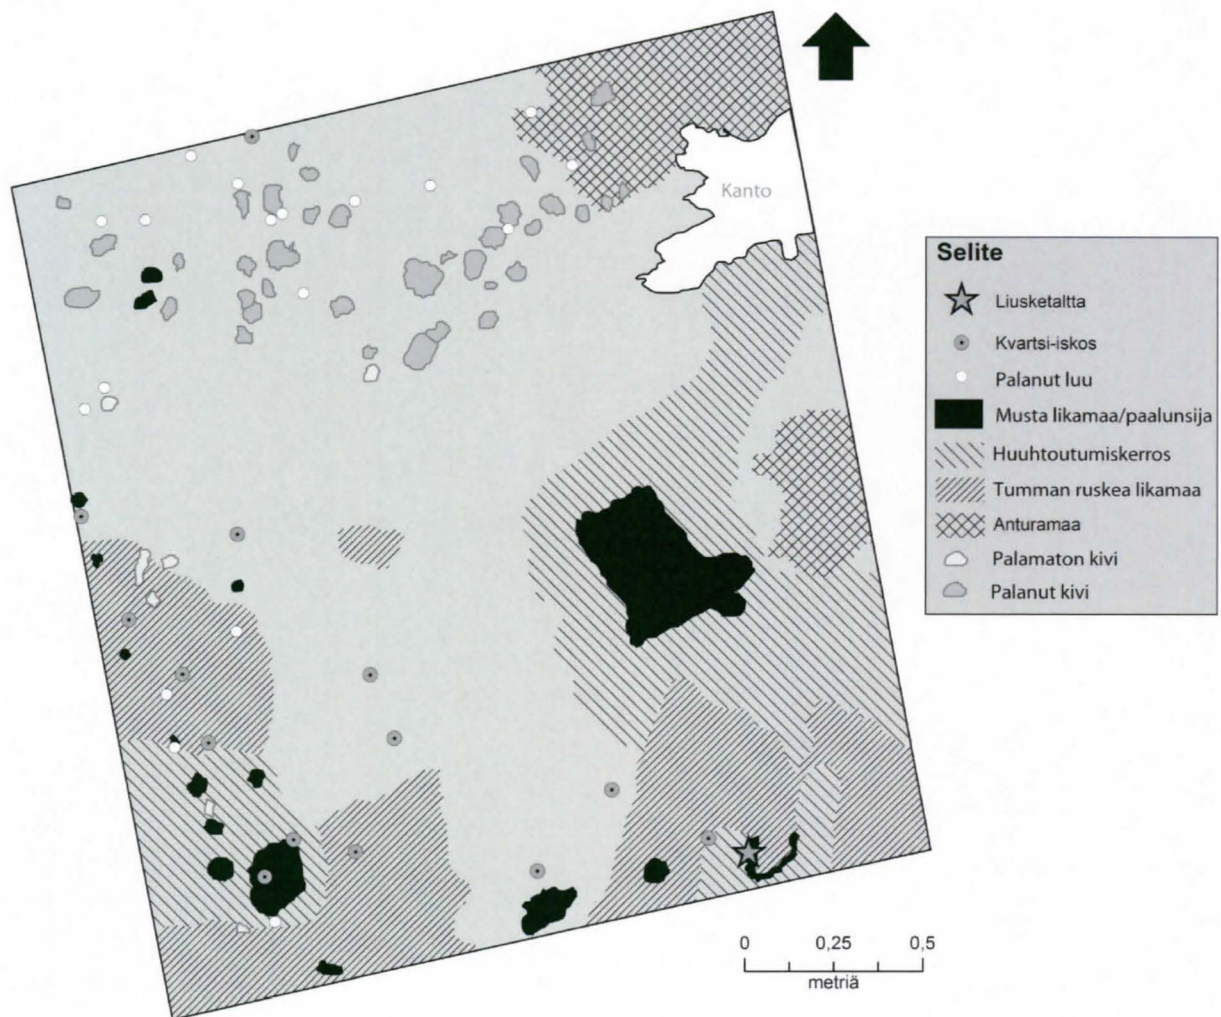 Kanto
Selite
Liusketaltta
Kvartsi-iskos
Palanut luu
Musta likamaa/paalunsija
Huuhtoutumiskerros
Tumman ruskea likamaa
Anturamaa
Palamaton kivi
Palanut kivi
0 0,25 0,5
metriä